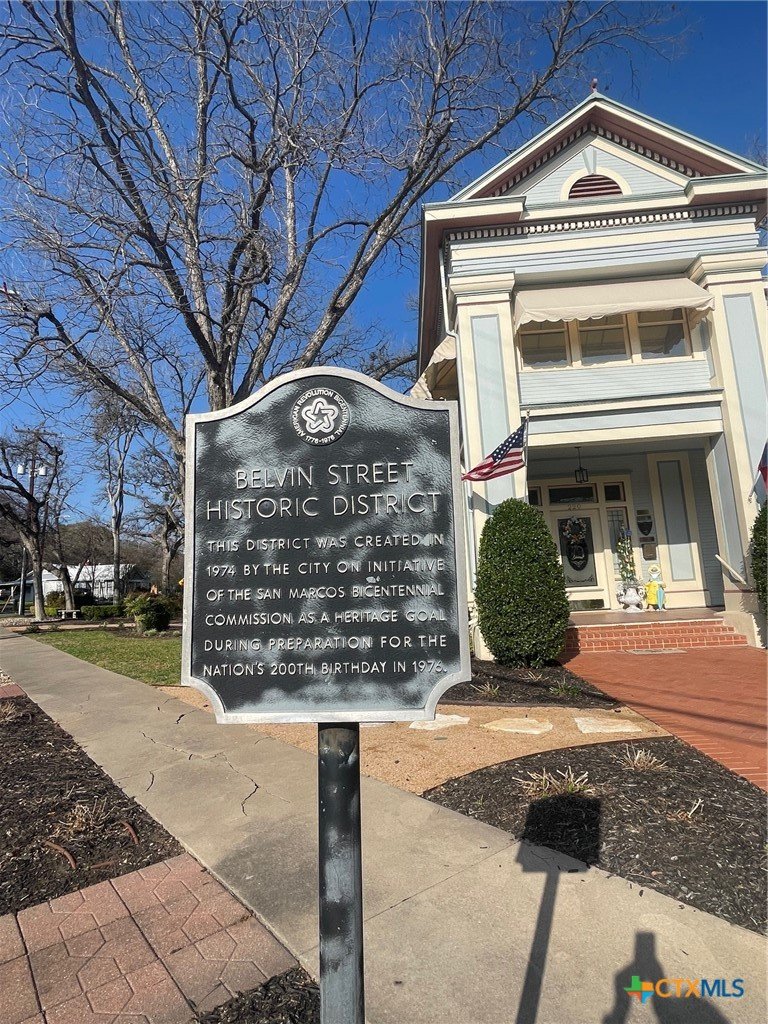 AMERICAN REVOLUTION BICENTENNIAL
1776-1976
BELVIN STREET
HISTORIC DISTRICT
THIS DISTRICT WAS CREATED IN
1974 BY THE CITY ON INITIATIVE
OF THE SAN MARCOS BICENTENNIAL
COMMISSION AS A HERITAGE GOAL
DURING PREPARATION FOR THE
NATION'S 200TH BIRTHDAY IN 1976.
CTXMLS